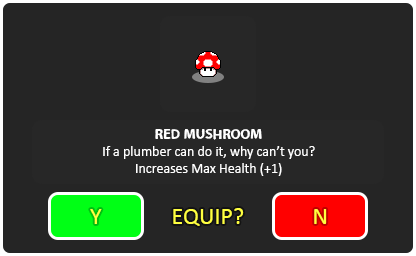 RED MUSHROOM
If a plumber can do it, why can't you?
Increases Max Health (+1)
Y EQUIP? N